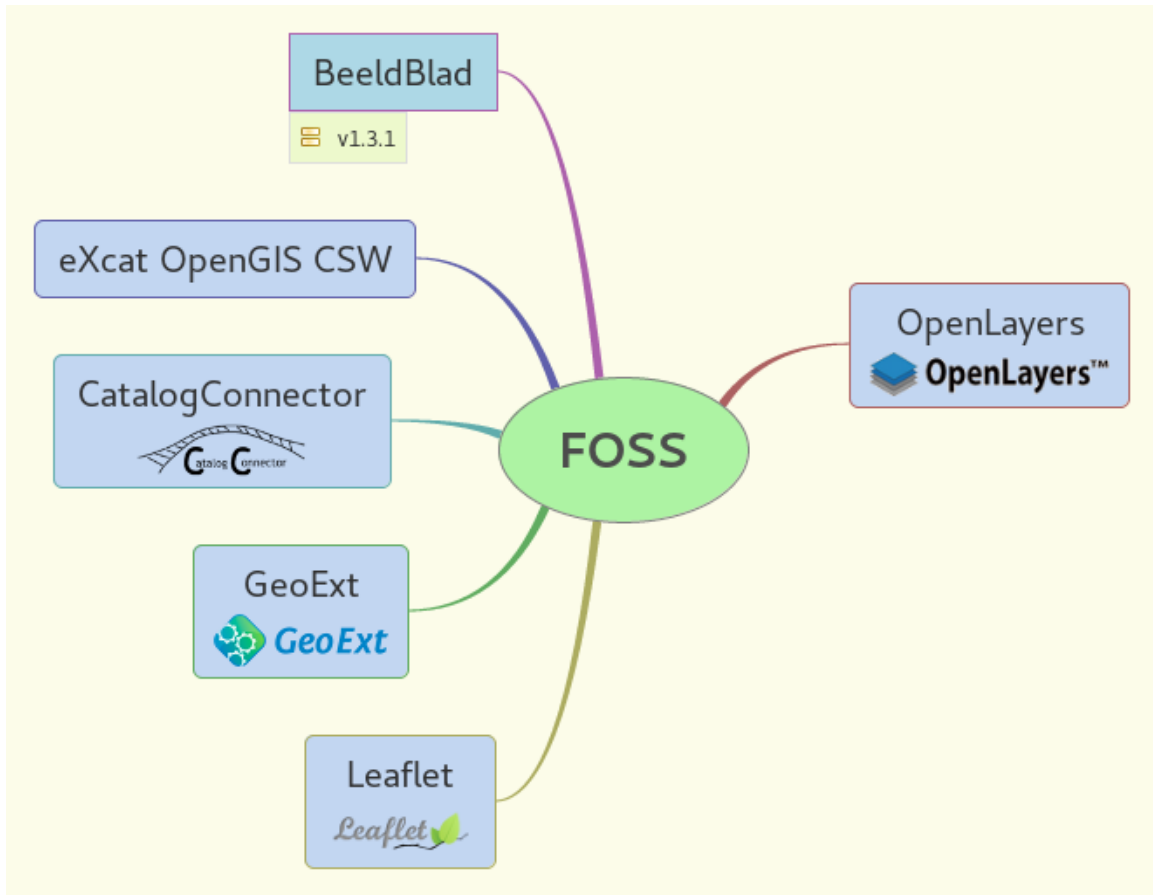 BeeldBlad
v1.3.1
eXcat OpenGIS CSW
CatalogConnector
Catalog Connector
GeoExt
GeoExt
Leaflet
Leaflet
FOSS
OpenLayers
OpenLayers™